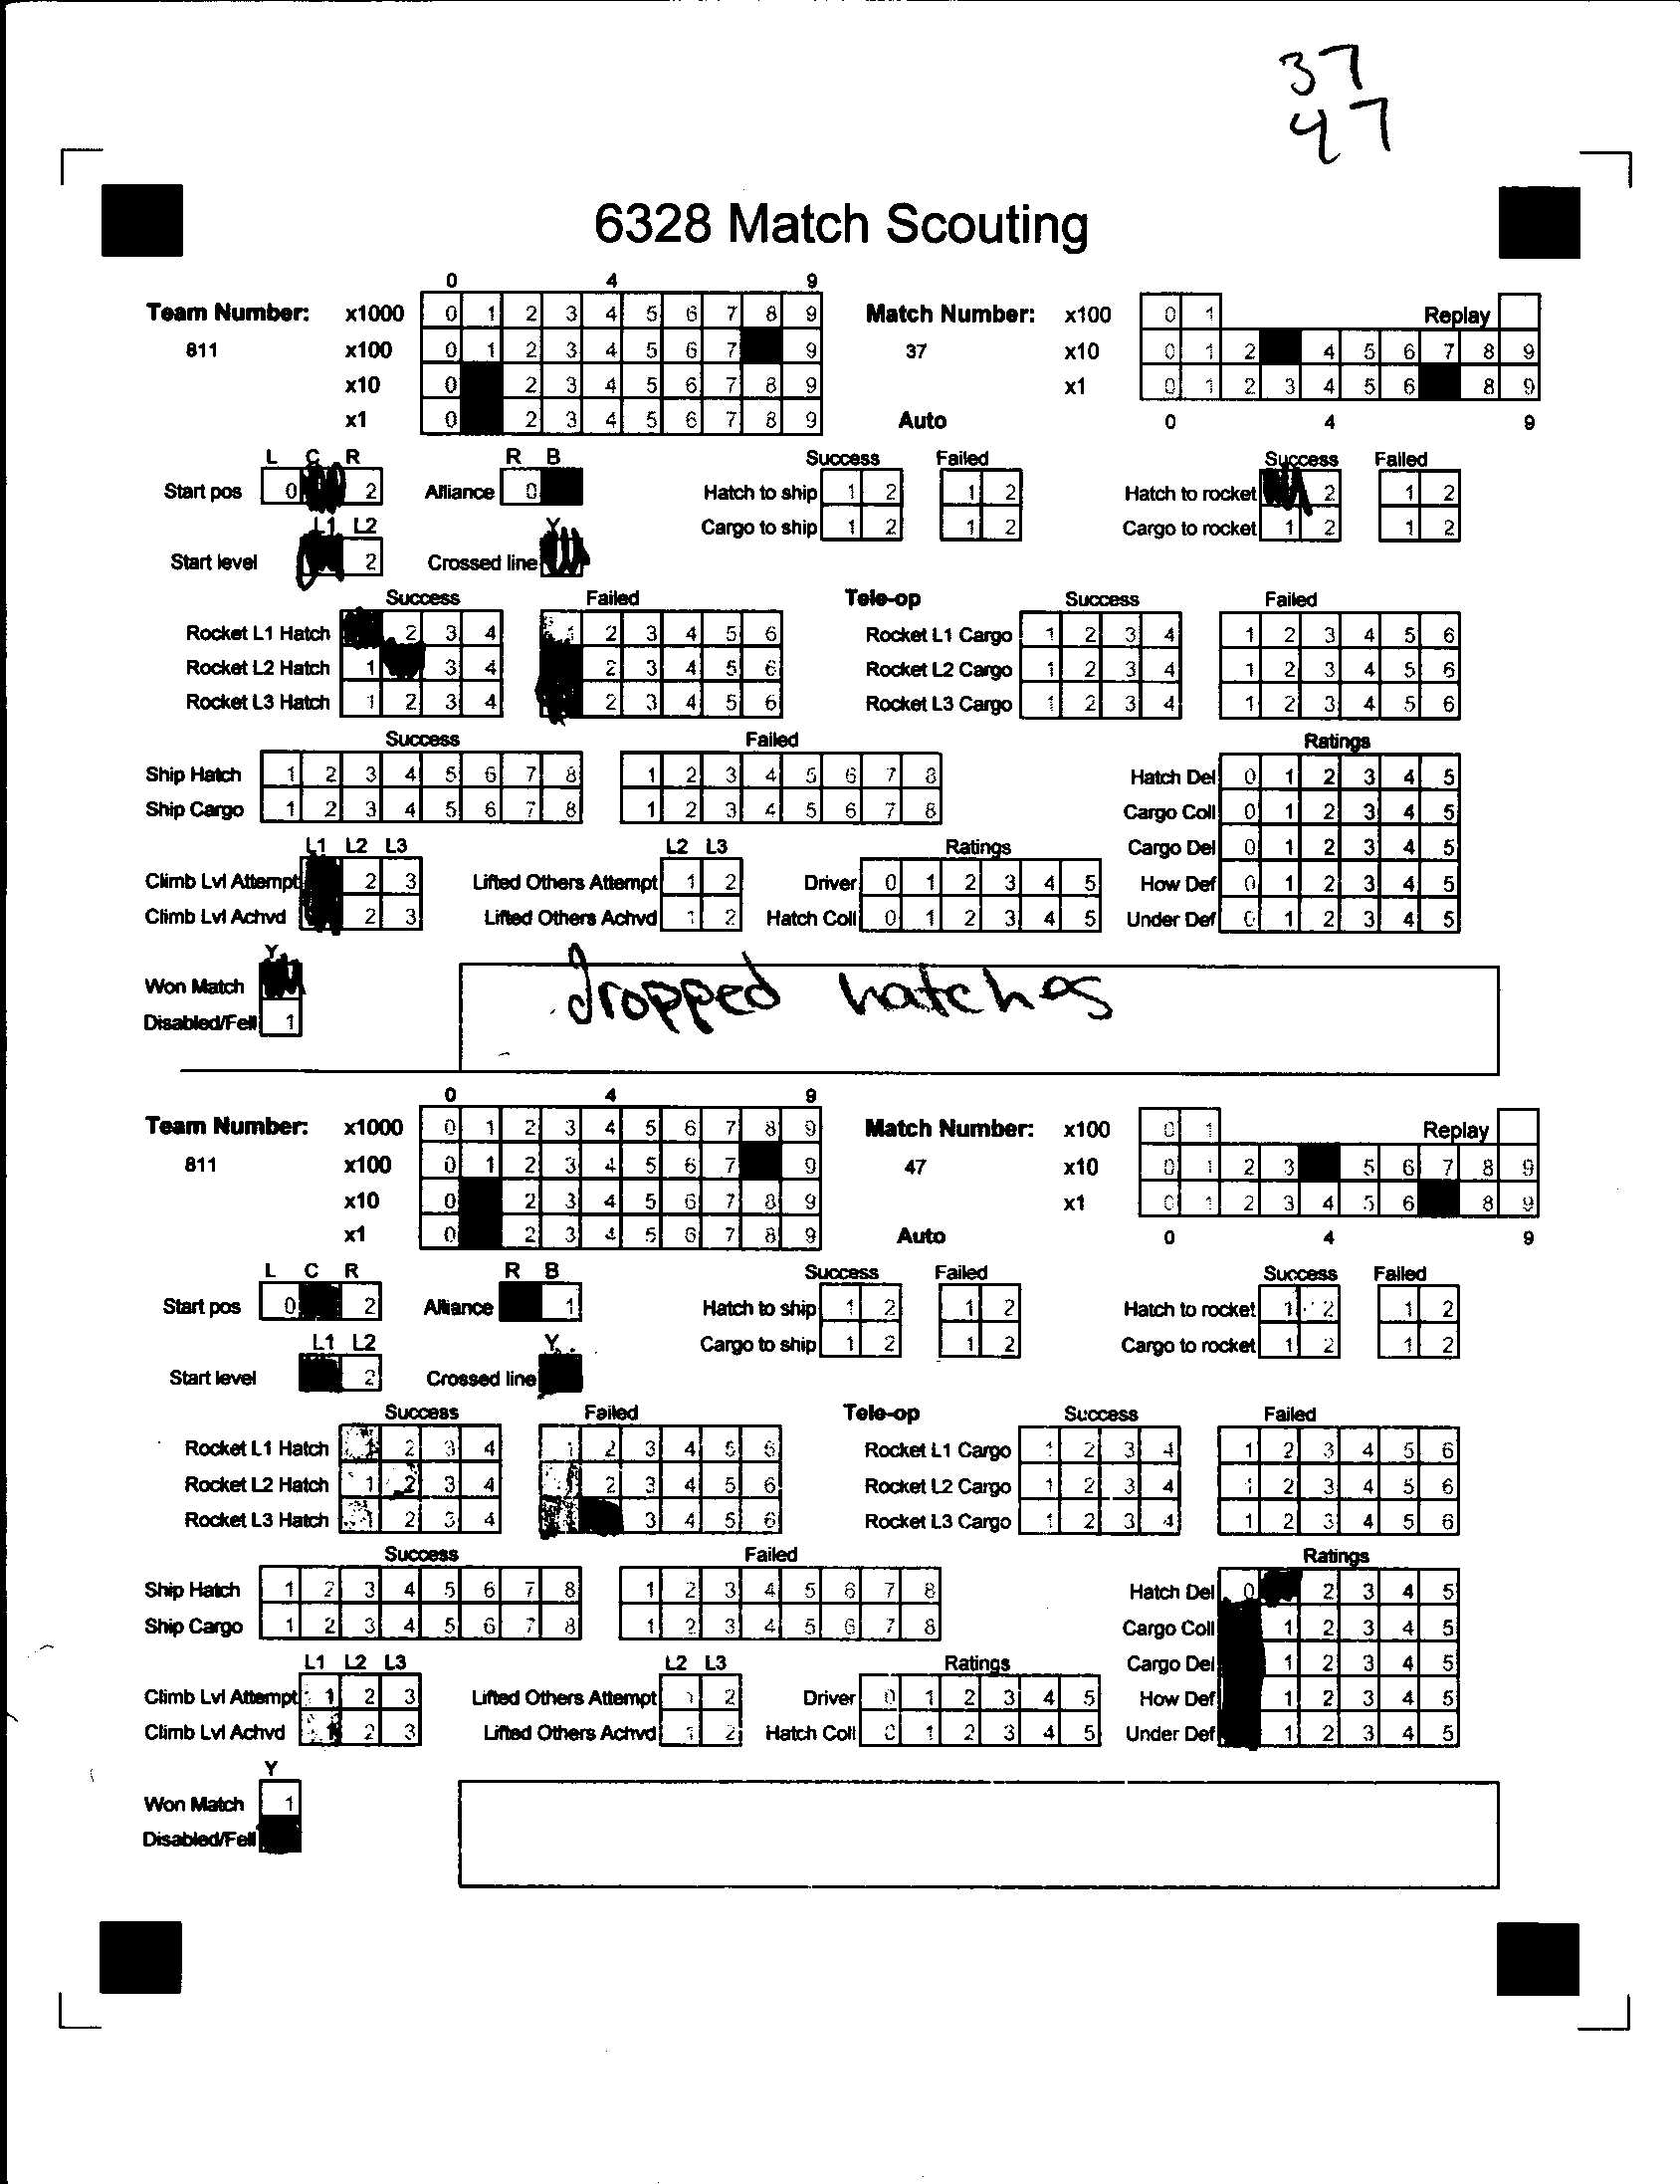 37
47
6328 Match Scouting
0 4 9
Team Number: x1000 0 1 2 3 4 5 6 7 8 9 Match Number: x100 0 1 Replay
811 x100 0 1 2 3 4 5 6 7 9 37 x10 0 1 2 4 5 6 7 8 9
x10 0 2 3 4 5 6 7 8 9 x1 0 1 2 3 4 5 6 8 9
x1 0 2 3 4 5 6 7 8 9 Auto 0 4 9
L C R R B Success Failed Success Failed
Start pos 0 2 Alliance 0 Hatch to ship 1 2 1 2 Hatch to rocket 2 1 2
L1 L2 Y Cargo to ship 1 2 1 2 Cargo to rocket 1 2 1 2
Start level 2 Crossed line
Success Failed Tele-op Success Failed
Rocket L1 Hatch 2 3 4 1 2 3 4 5 6 Rocket L1 Cargo 1 2 3 4 1 2 3 4 5 6
Rocket L2 Hatch 1 3 4 2 3 4 5 6 Rocket L2 Cargo 1 2 3 4 1 2 3 4 5 6
Rocket L3 Hatch 1 2 3 4 2 3 4 5 6 Rocket L3 Cargo 1 2 3 4 1 2 3 4 5 6
Success Failed Ratings
Ship Hatch 1 2 3 4 5 6 7 8 1 2 3 4 5 6 7 8 Hatch Del 0 1 2 3 4 5
Ship Cargo 1 2 3 4 5 6 7 8 1 2 3 4 5 6 7 8 Cargo Coll 0 1 2 3 4 5
L1 L2 L3 L2 L3 Ratings Cargo Del 0 1 2 3 4 5
Climb Lvl Attempt 2 3 Lifted Others Attempt 1 2 Driver 0 1 2 3 4 5 How Def 0 1 2 3 4 5
Climb Lvl Achvd 2 3 Lifted Others Achvd 1 2 Hatch Coll 0 1 2 3 4 5 Under Def 0 1 2 3 4 5
Y
Won Match dropped hatches
Disabled/Fell 1
0 4 9
Team Number: x1000 0 1 2 3 4 5 6 7 8 9 Match Number: x100 0 1 Replay
811 x100 0 1 2 3 4 5 6 7 9 47 x10 0 1 2 3 5 6 7 8 9
x10 0 2 3 4 5 6 7 8 9 x1 0 1 2 3 4 5 6 8 9
x1 0 2 3 4 5 6 7 8 9 Auto 0 4 9
L C R R B Success Failed Success Failed
Start pos 0 2 Alliance 1 Hatch to ship 1 2 1 2 Hatch to rocket 1 2 1 2
L1 L2 Y Cargo to ship 1 2 1 2 Cargo to rocket 1 2 1 2
Start level 2 Crossed line
Success Failed Tele-op Success Failed
Rocket L1 Hatch 1 2 3 4 1 2 3 4 5 6 Rocket L1 Cargo 1 2 3 4 1 2 3 4 5 6
Rocket L2 Hatch 1 2 3 4 1 2 3 4 5 6 Rocket L2 Cargo 1 2 3 4 1 2 3 4 5 6
Rocket L3 Hatch 1 2 3 4 3 4 5 6 Rocket L3 Cargo 1 2 3 4 1 2 3 4 5 6
Success Failed Ratings
Ship Hatch 1 2 3 4 5 6 7 8 1 2 3 4 5 6 7 8 Hatch Del 0 2 3 4 5
Ship Cargo 1 2 3 4 5 6 7 8 1 2 3 4 5 6 7 8 Cargo Coll 1 2 3 4 5
L1 L2 L3 L2 L3 Ratings Cargo Del 1 2 3 4 5
Climb Lvl Attempt 1 2 3 Lifted Others Attempt 1 2 Driver 0 1 2 3 4 5 How Def 1 2 3 4 5
Climb Lvl Achvd 1 2 3 Lifted Others Achvd 1 2 Hatch Coll 0 1 2 3 4 5 Under Def 1 2 3 4 5
Y
Won Match 1
Disabled/Fell